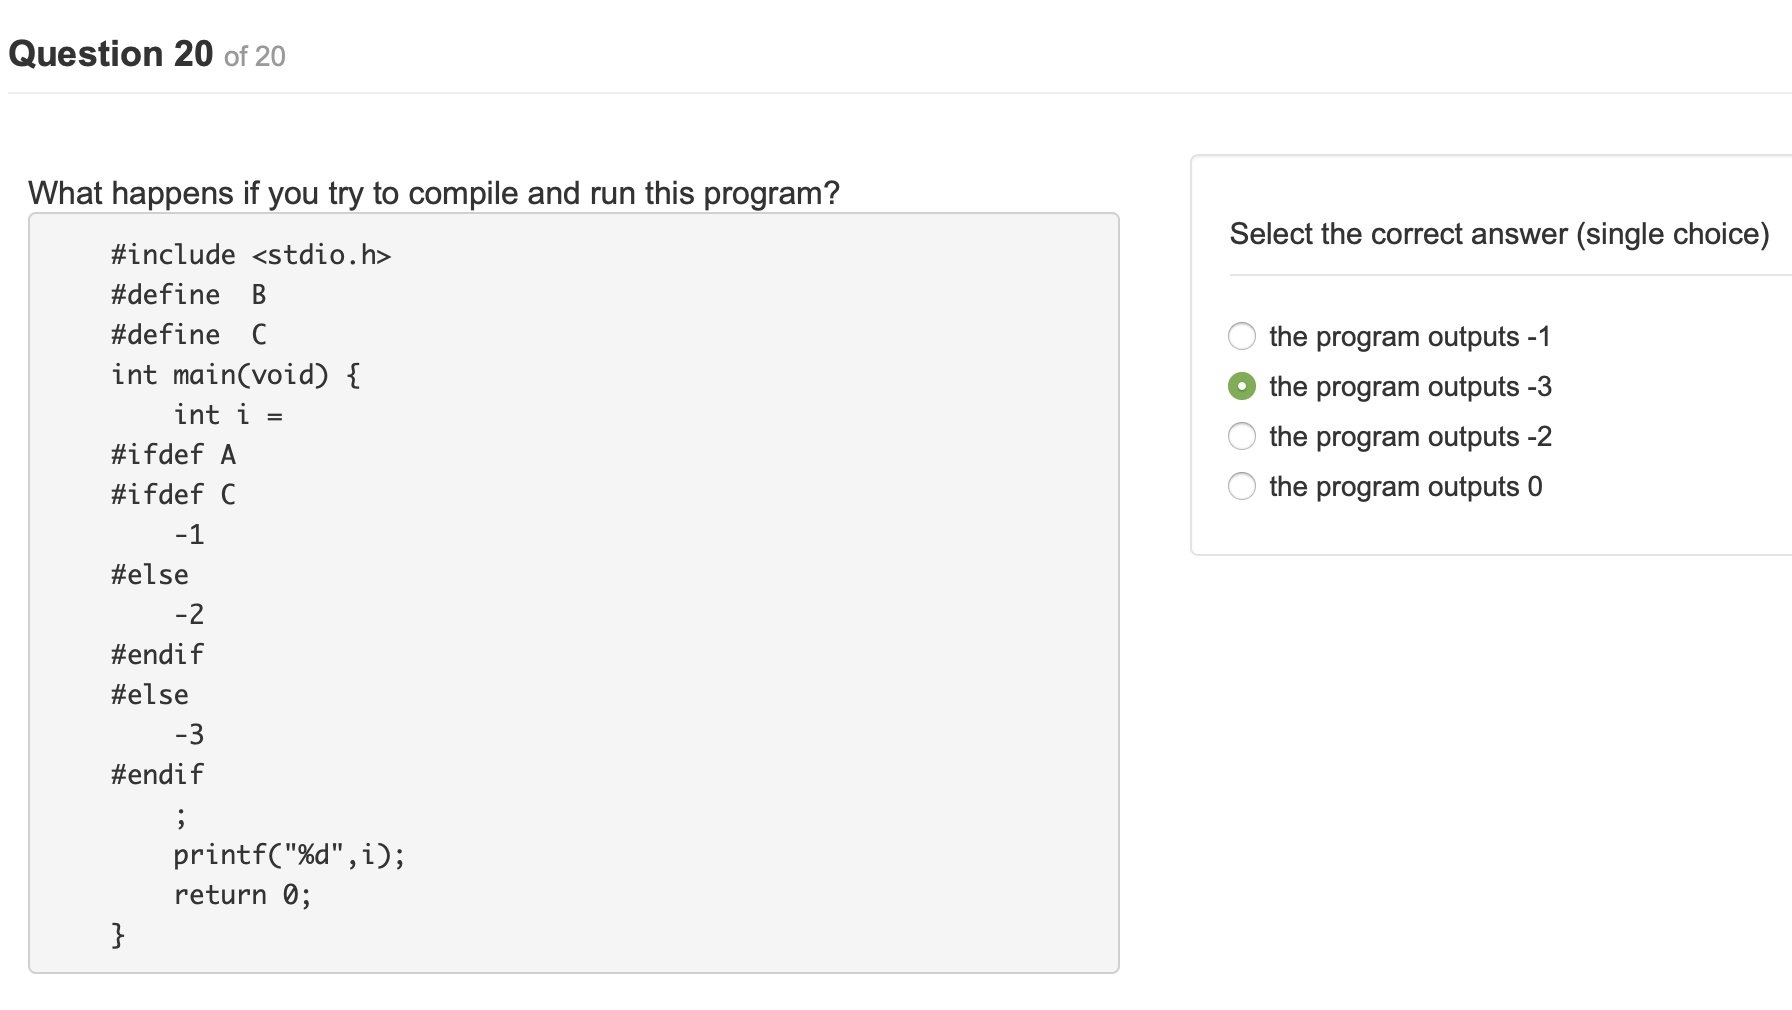 Question 20 of 20
What happens if you try to compile and run this program?
#include <stdio.h>
#define  B
#define  C
int main(void) {
    int i =
#ifdef A
#ifdef C
    -1
#else
    -2
#endif
#else
    -3
#endif
    ;
    printf("%d",i);
    return 0;
}
Select the correct answer (single choice)
the program outputs -1
the program outputs -3
the program outputs -2
the program outputs 0